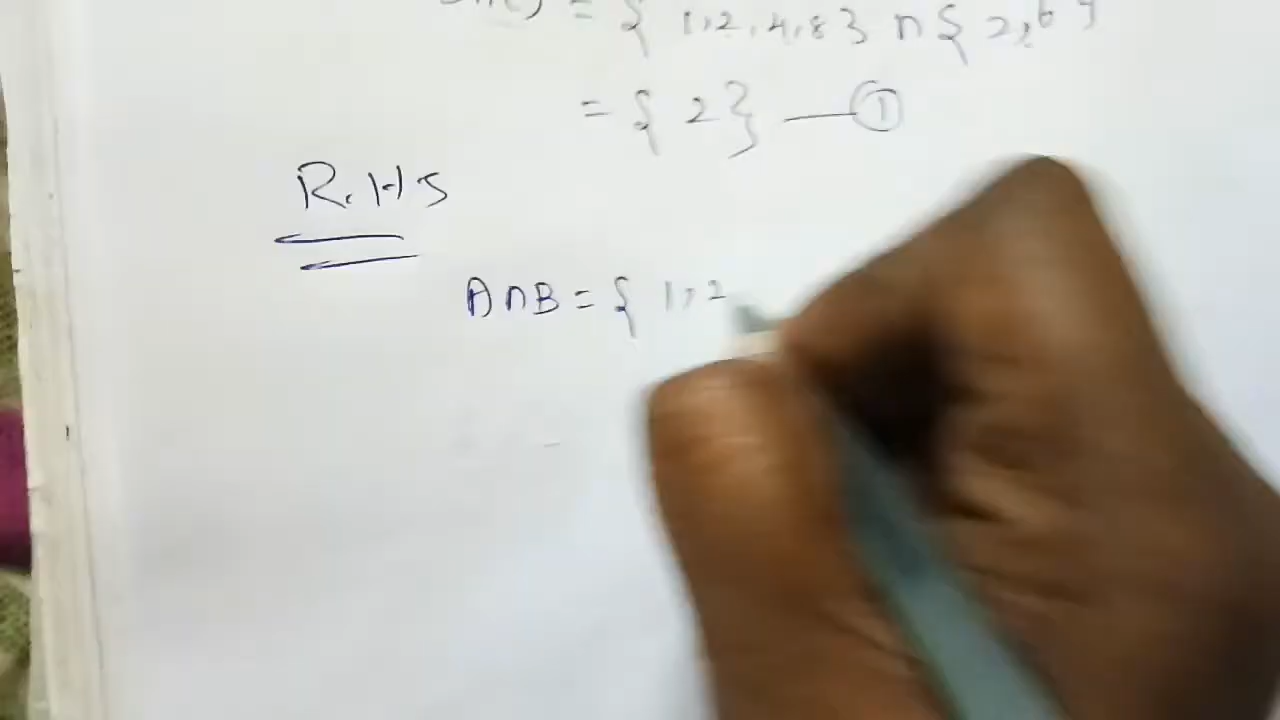 = { 1, 2, 4, 8 } ∩ { 2, 6 }
= { 2 } — ①
R.H.S
A∩B = { 1, 2